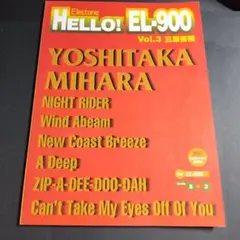 Electone
HELLO! EL-900
Vol.3 三原善隆
YOSHITAKA
MIHARA
NIGHT RIDER
Wind Abeam
New Coast Breeze
A Deep
ZIP-A-DEE-DOO-DAH
Can't Take My Eyes Off Of You